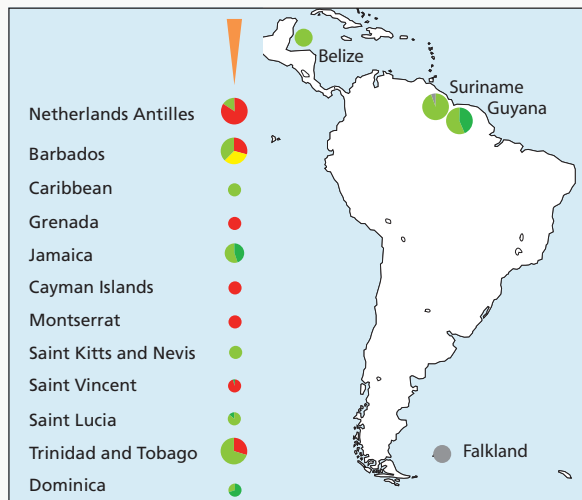 Belize
Suriname
Guyana
Netherlands Antilles
Barbados
Caribbean
Grenada
Jamaica
Cayman Islands
Montserrat
Saint Kitts and Nevis
Saint Vincent
Saint Lucia
Trinidad and Tobago
Falkland
Dominica